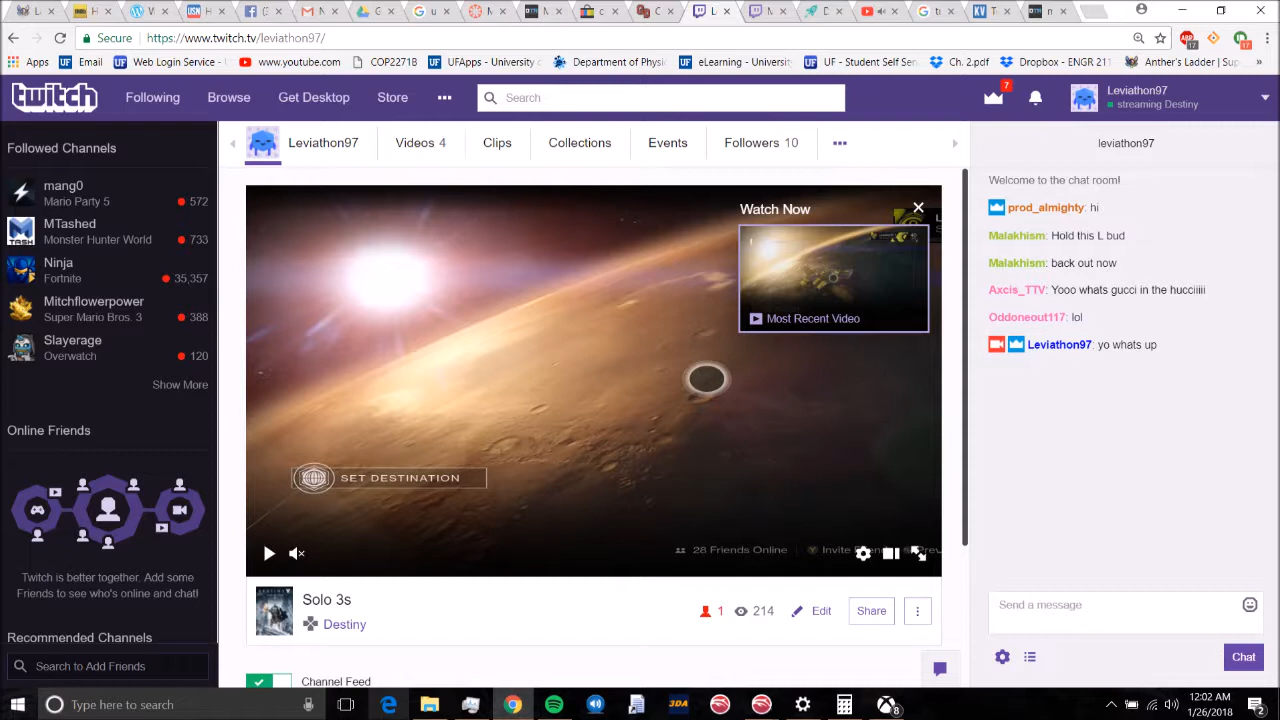 Secure https://www.twitch.tv/leviathon97/
Apps Email Web Login Service - www.youtube.com COP2271B UFApps - University Department of Physic eLearning - Universit UF - Student Self Ser Ch. 2.pdf Dropbox - ENGR 211 Anther's Ladder | Sup
twitch Following Browse Get Desktop Store Search 7 Leviathon97
streaming Destiny
Followed Channels
mang0
Mario Party 5 572
MTashed
Monster Hunter World 733
Ninja
Fortnite 35,357
Mitchflowerpower
Super Mario Bros. 3 388
Slayerage
Overwatch 120
Show More
Online Friends
Twitch is better together. Add some
Friends to see who's online and chat!
Recommended Channels
Search to Add Friends
Leviathon97 Videos 4 Clips Collections Events Followers 10
Watch Now
Most Recent Video
SET DESTINATION
28 Friends Online
Solo 3s
Destiny
1 214 Edit Share
Channel Feed
leviathon97
Welcome to the chat room!
prod_almighty: hi
Malakhism: Hold this L bud
Malakhism: back out now
Axcis_TTV: Yooo whats gucci in the hucciiiii
Oddoneout117: lol
Leviathon97: yo whats up
Send a message
Chat
Type here to search
12:02 AM
1/26/2018